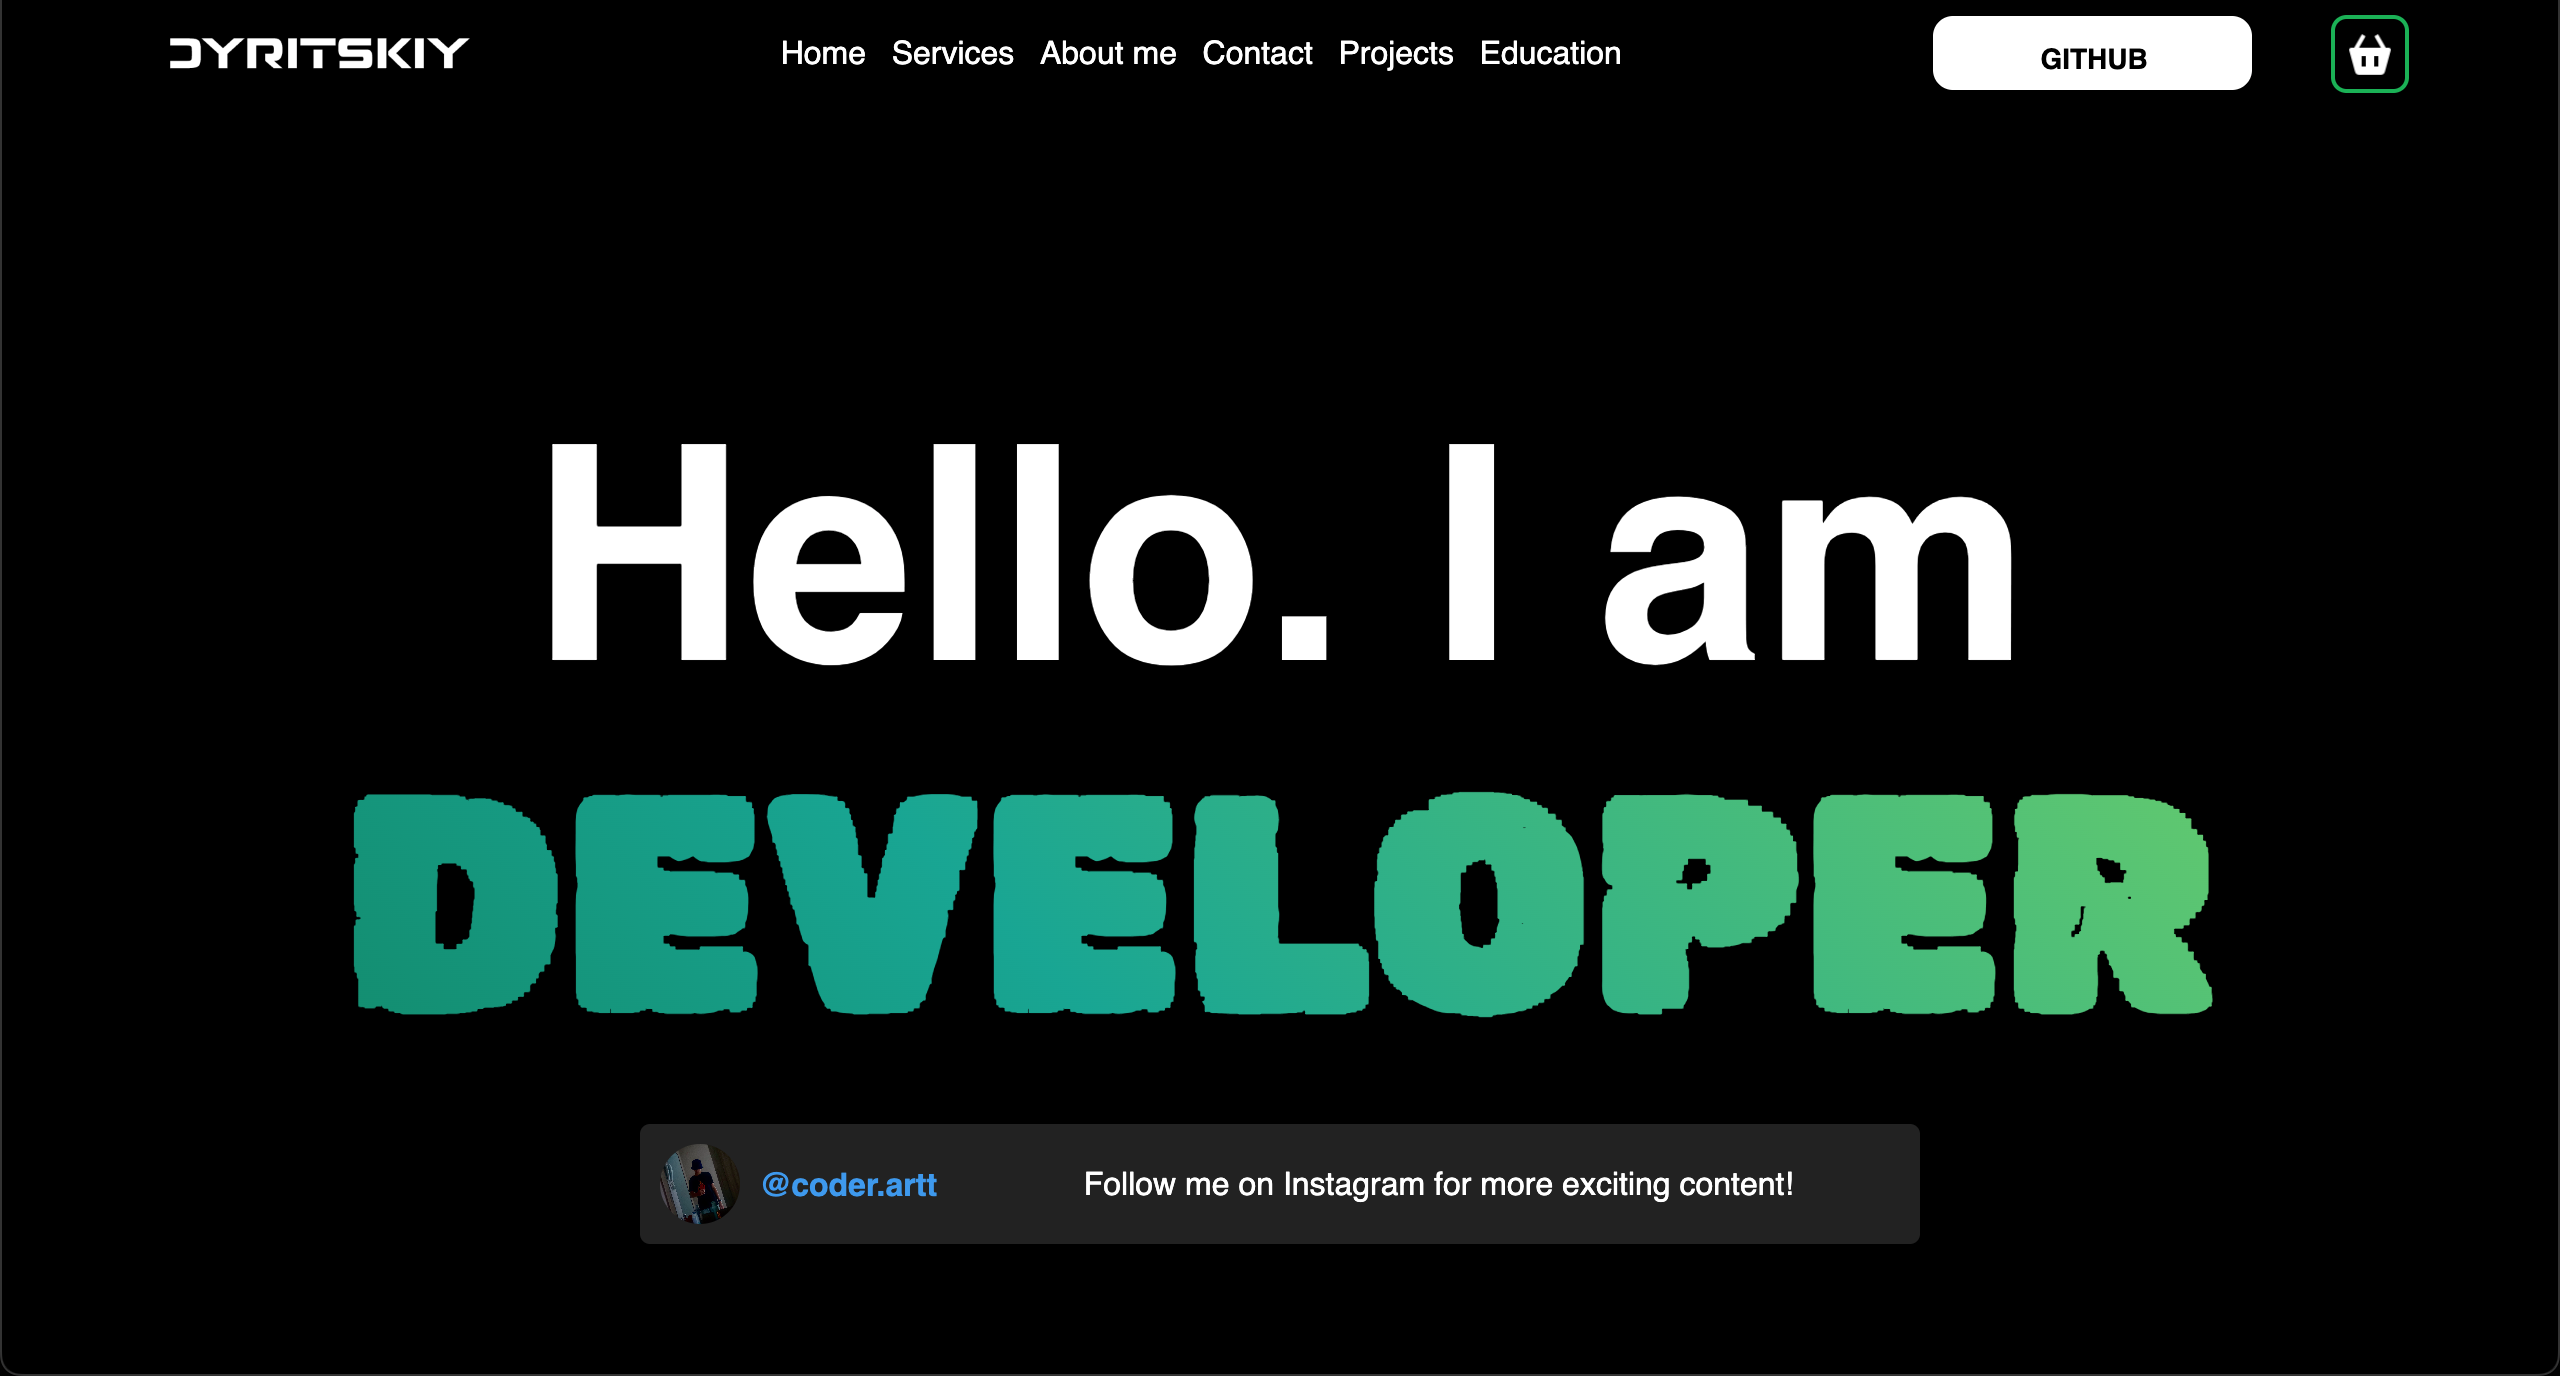 DYRITSKIY
Home Services About me Contact Projects Education
GITHUB
Hello. I am
DEVELOPER
@coder.artt Follow me on Instagram for more exciting content!